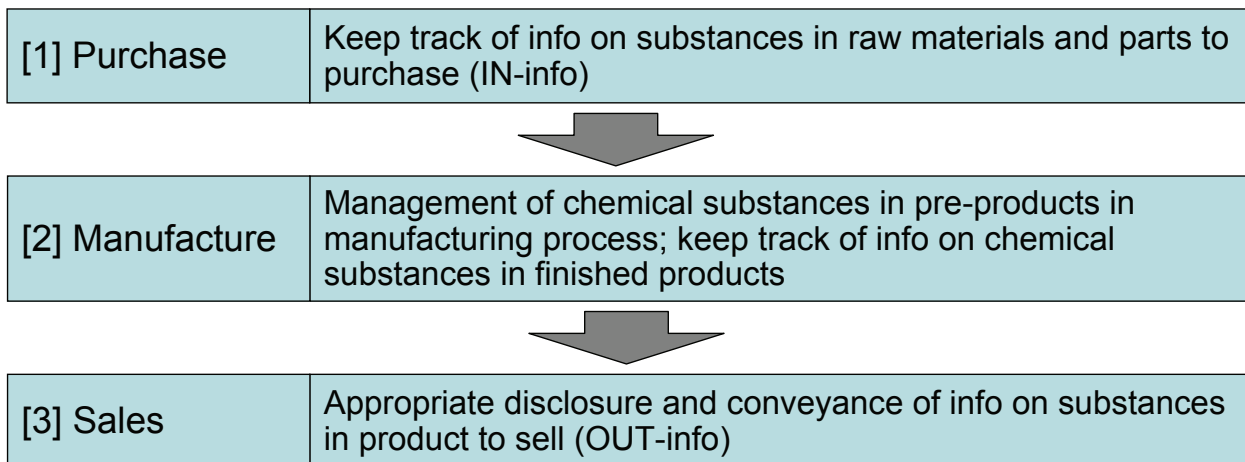 [1] Purchase
Keep track of info on substances in raw materials and parts to
purchase (IN-info)
[2] Manufacture
Management of chemical substances in pre-products in
manufacturing process; keep track of info on chemical
substances in finished products
[3] Sales
Appropriate disclosure and conveyance of info on substances
in product to sell (OUT-info)